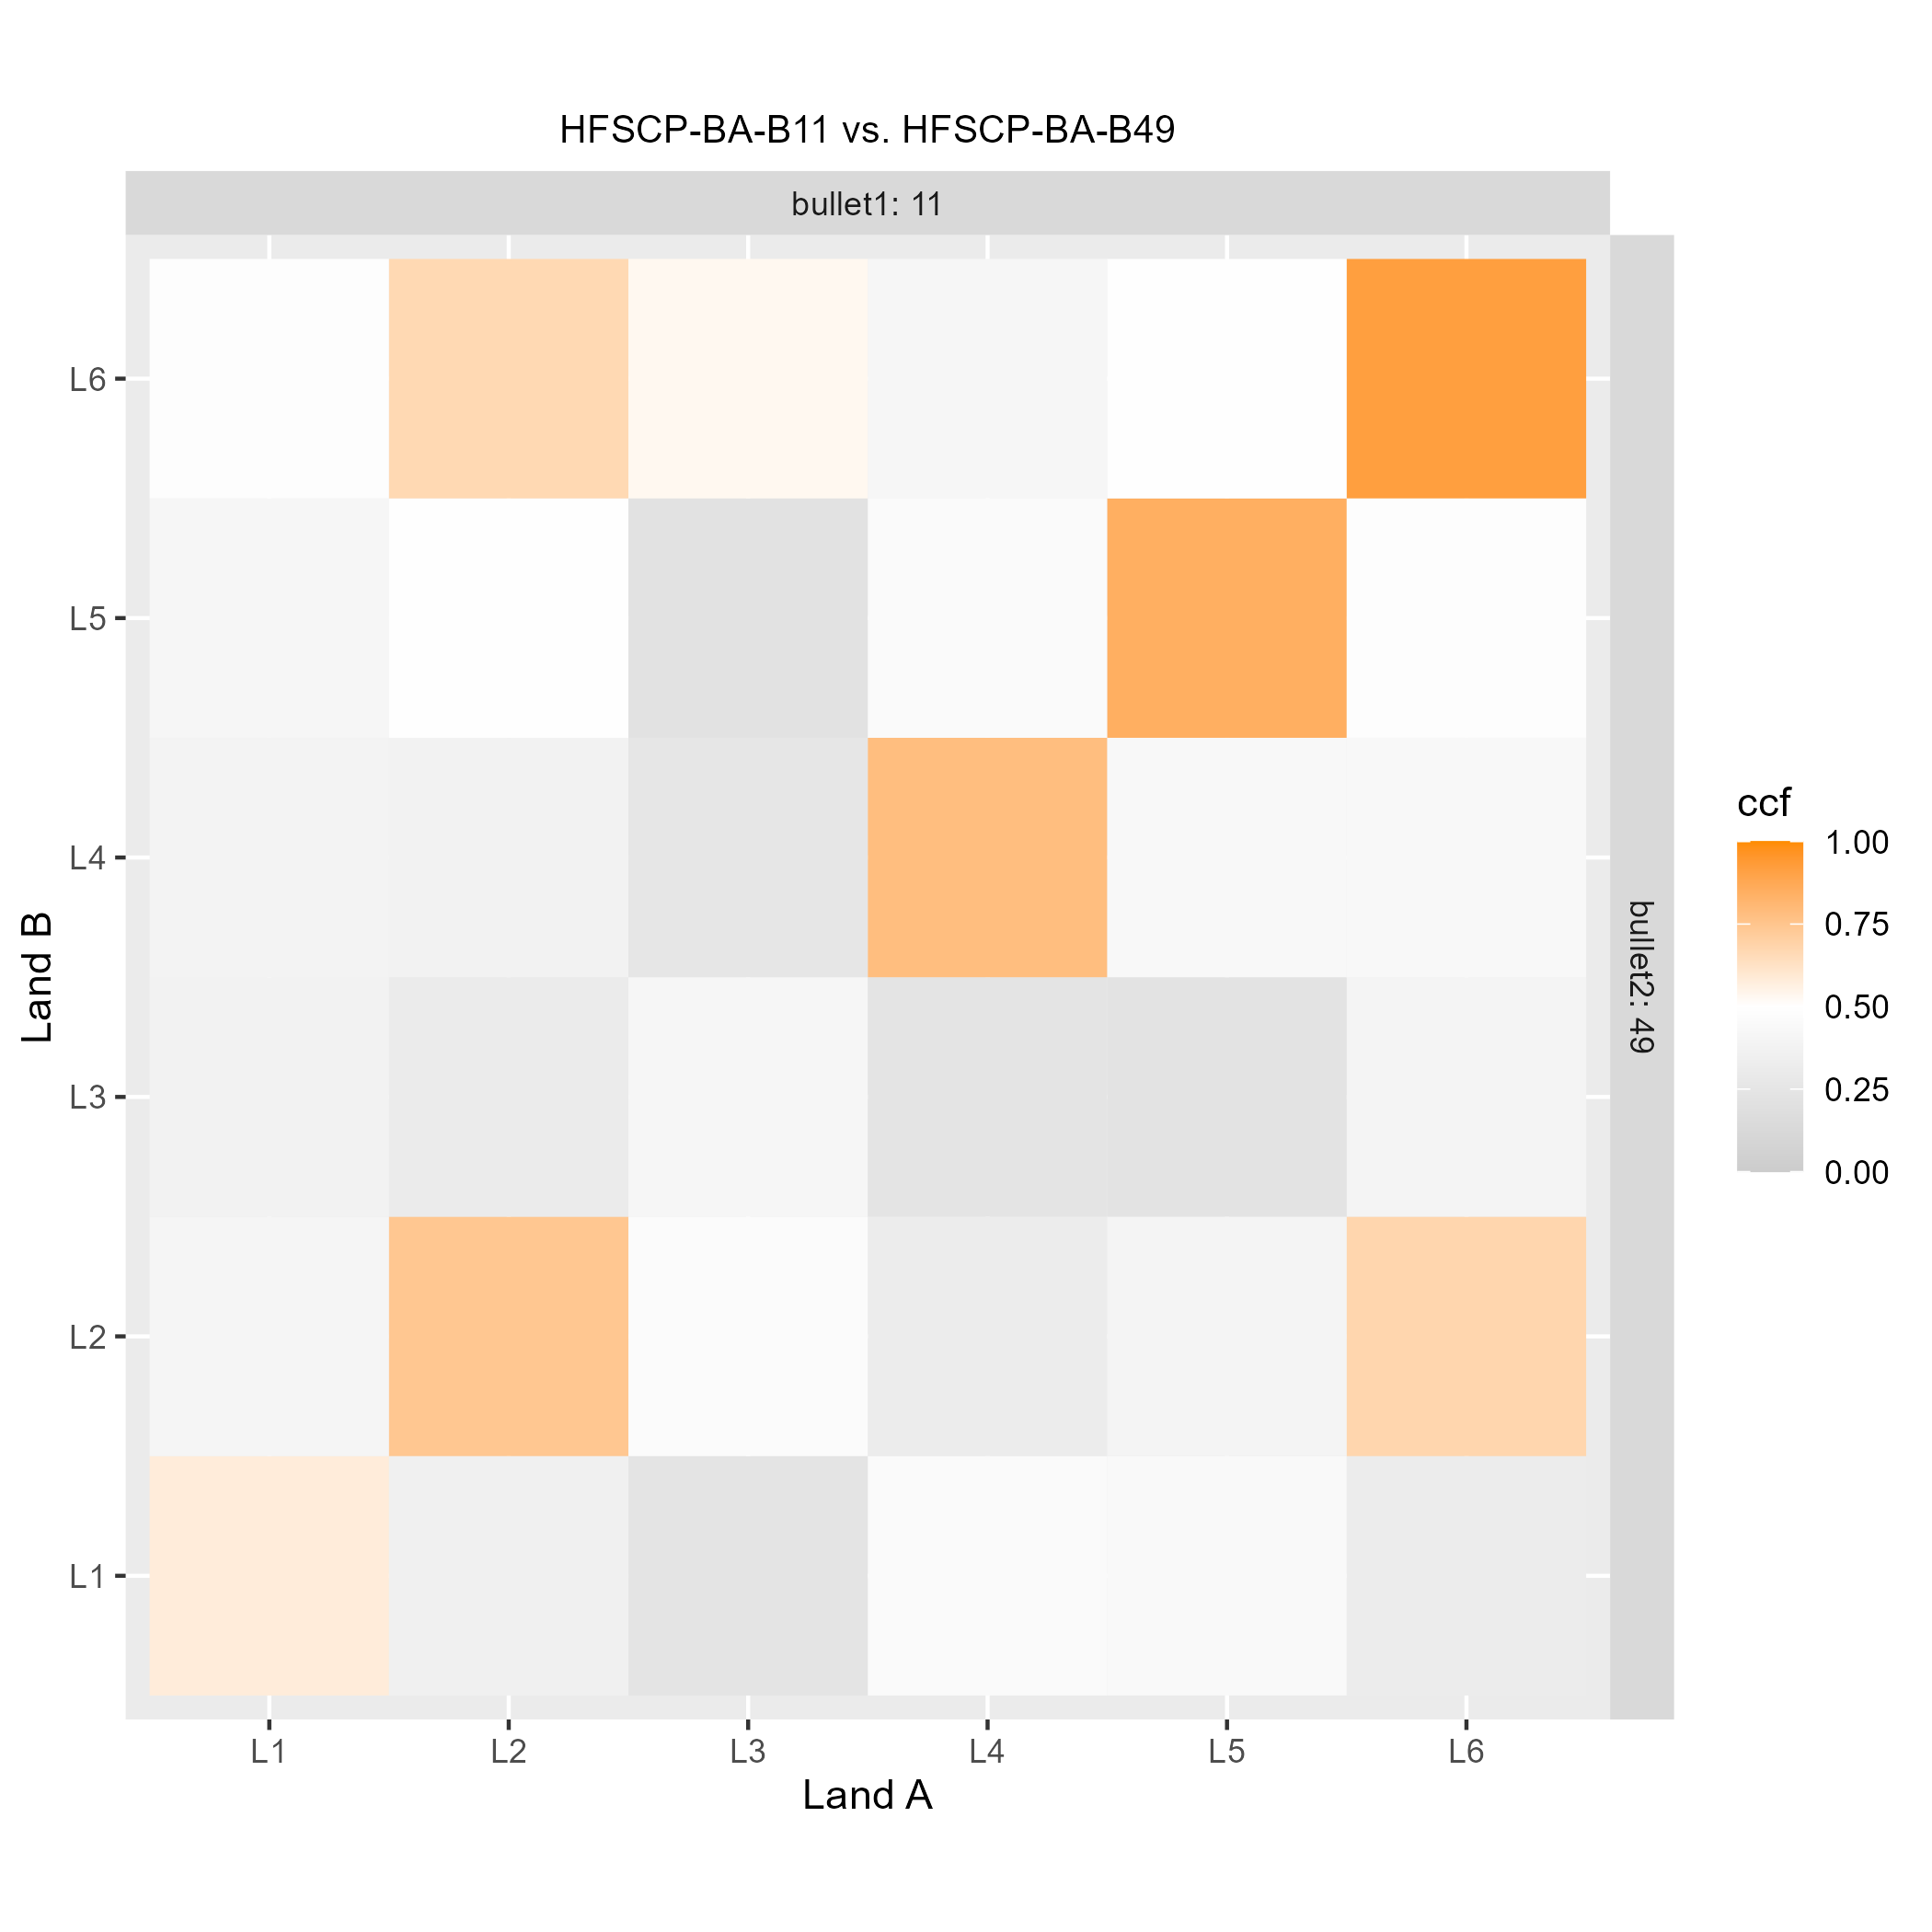 HFSCP-BA-B11 vs. HFSCP-BA-B49
bullet1: 11
L6
L5
L4
L3
L2
L1
Land B
bullet2: 49
L1 L2 L3 L4 L5 L6
Land A
ccf
1.00
0.75
0.50
0.25
0.00